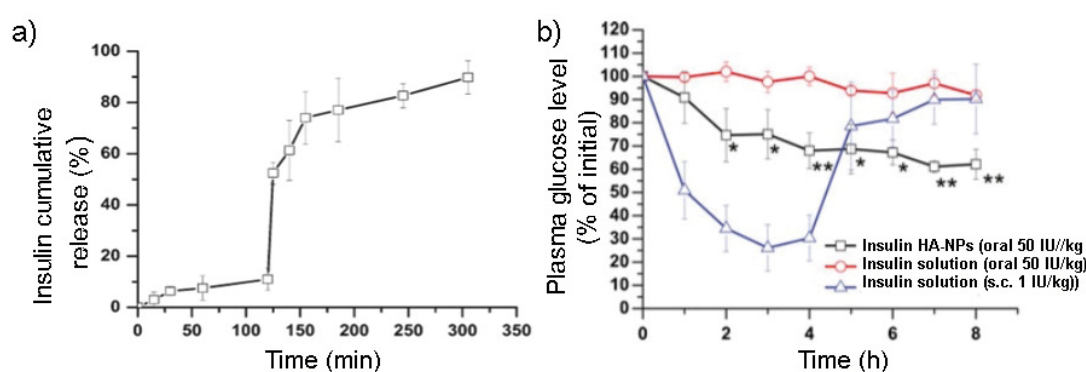 a)
Insulin cumulative
release (%)
100
80
60
40
20
0
0 50 100 150 200 250 300 350
Time (min)
b)
Plasma glucose level
(% of initial)
120
110
100
90
80
70
60
50
40
30
20
10
0
*
*
**
*
*
**
**
Insulin HA-NPs (oral 50 IU//kg
Insulin solution (oral 50 IU/kg)
Insulin solution (s.c. 1 IU/kg))
0 2 4 6 8
Time (h)